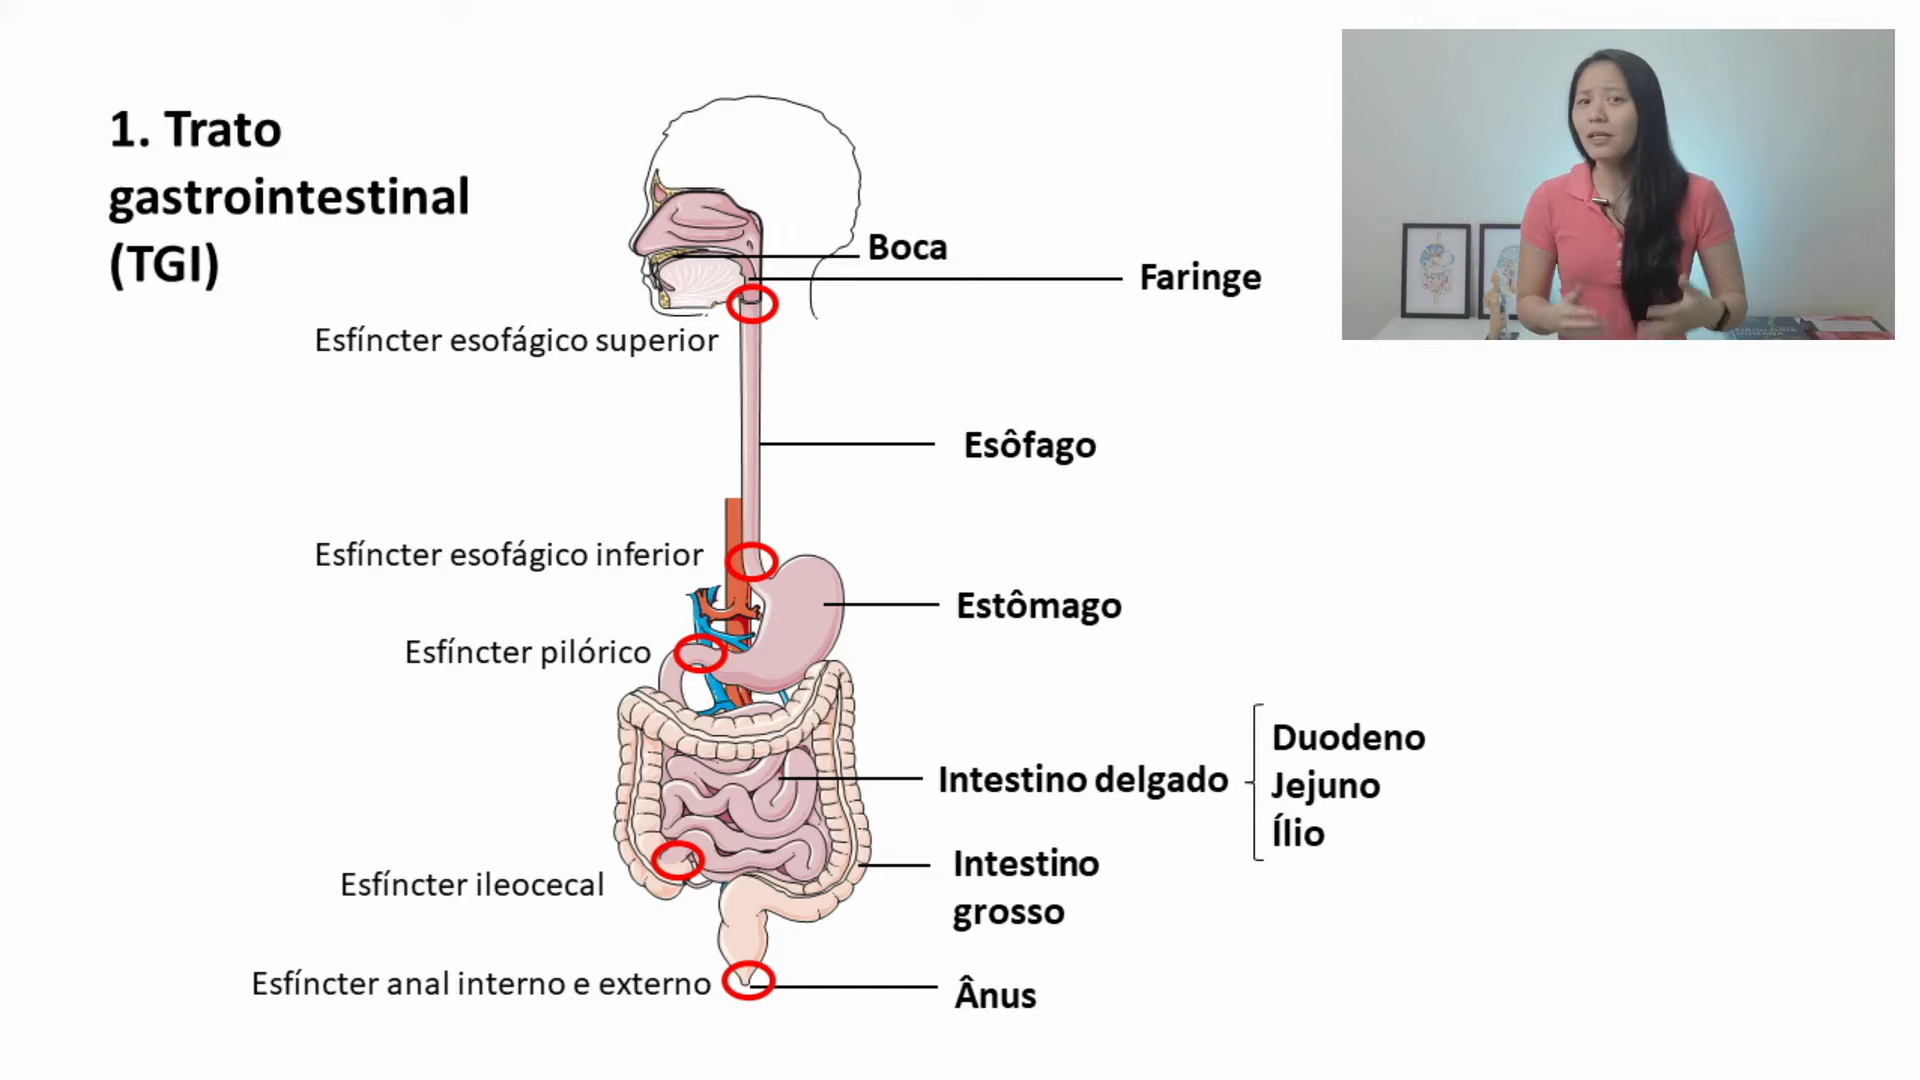 1. Trato
gastrointestinal
(TGI)
Boca
Faringe
Esfíncter esofágico superior
Esôfago
Esfíncter esofágico inferior
Estômago
Esfíncter pilórico
Intestino delgado
Duodeno
Jejuno
Ílio
Intestino
grosso
Esfíncter ileocecal
Esfíncter anal interno e externo
Ânus